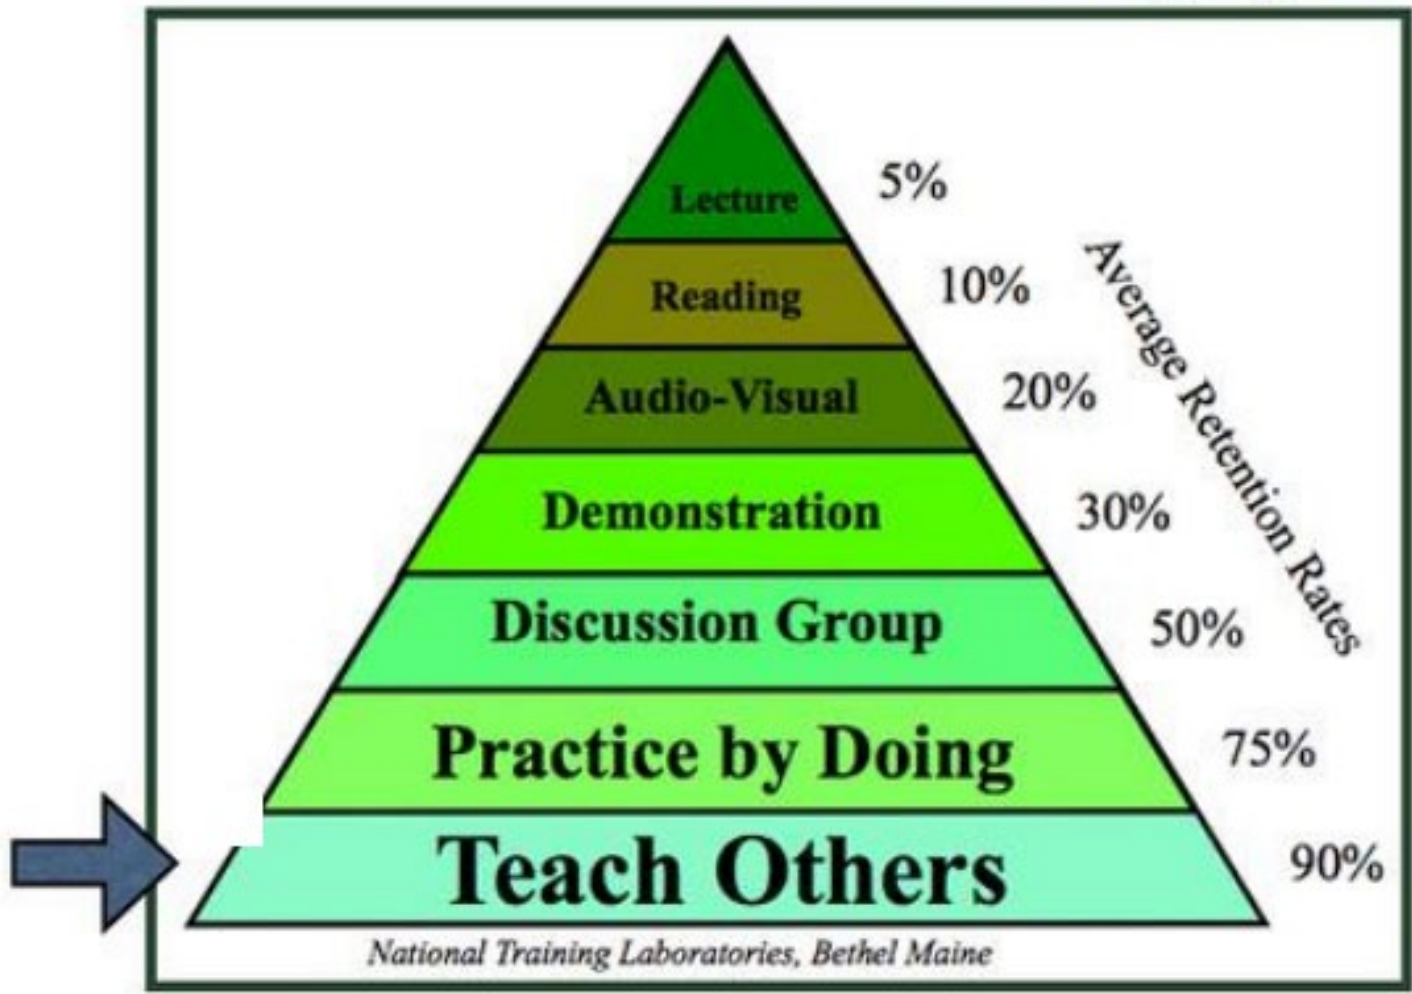 Lecture
5%
Reading
10%
Audio-Visual
20%
Demonstration
30%
Discussion Group
50%
Practice by Doing
75%
Teach Others
90%
Average Retention Rates
National Training Laboratories, Bethel Maine